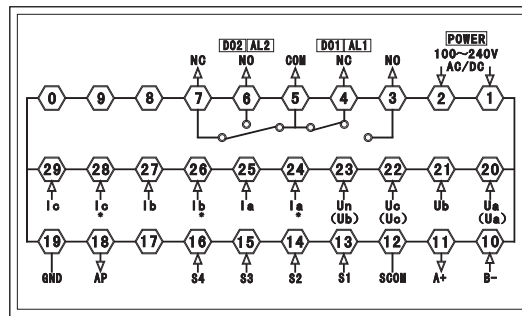 DO2 AL2 DO1 AL1 POWER
100～240V
AC/DC
NC NO COM NC NO
0 9 8 7 6 5 4 3 2 1
29 28 27 26 25 24 23 22 21 20
Ic Ic* Ib Ib* Ia Ia* Un Uc Ub Ua
(Ub) (Uc) (Ua)
19 18 17 16 15 14 13 12 11 10
GND AP S4 S3 S2 S1 SCOM A+ B-